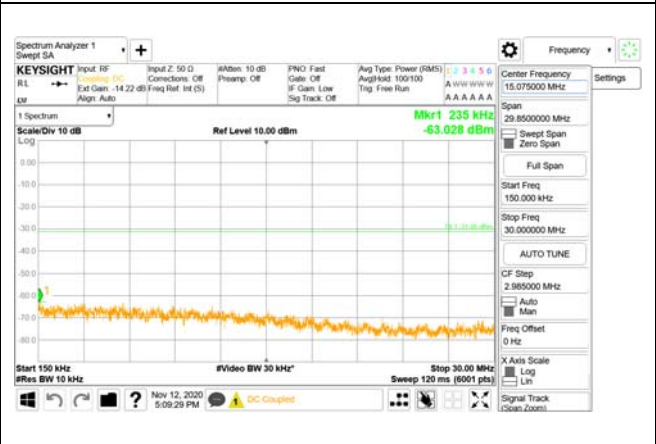 Spectrum Analyzer 1
Swept SA
Frequency
KEYSIGHT
Input: RF
Input Z: 50 Ω
#Atten: 10 dB
PNO: Fast
Avg Type: Power (RMS)
1 2 3 4 5 6
RL
Coupling: DC
Corrections: Off
Preamp: Off
Gate: Off
Avg|Hold: 100/100
A W W W W W
Ext Gain: -14.22 dB
Freq Ref: Int (S)
IF Gain: Low
Trig: Free Run
Align: Auto
Sig Track: Off
A A A A A A
Settings
Center Frequency
15.075000 MHz
Span
29.8500000 MHz
Swept Span
Zero Span
Full Span
Start Freq
150.000 kHz
Stop Freq
30.000000 MHz
AUTO TUNE
CF Step
2.985000 MHz
Auto
Man
Freq Offset
0 Hz
X Axis Scale
Log
Lin
Signal Track
(Span Zoom)
1 Spectrum
Mkr1 235 kHz
Scale/Div 10 dB
Ref Level 10.00 dBm
-63.028 dBm
Log
0.00
-10.0
-20.0
-30.0
-40.0
-50.0
-60.0
1
-70.0
-80.0
Start 150 kHz
#Video BW 30 kHz*
Stop 30.00 MHz
#Res BW 10 kHz
Sweep 120 ms (6001 pts)
Nov 12, 2020
5:09:29 PM
DC Coupled